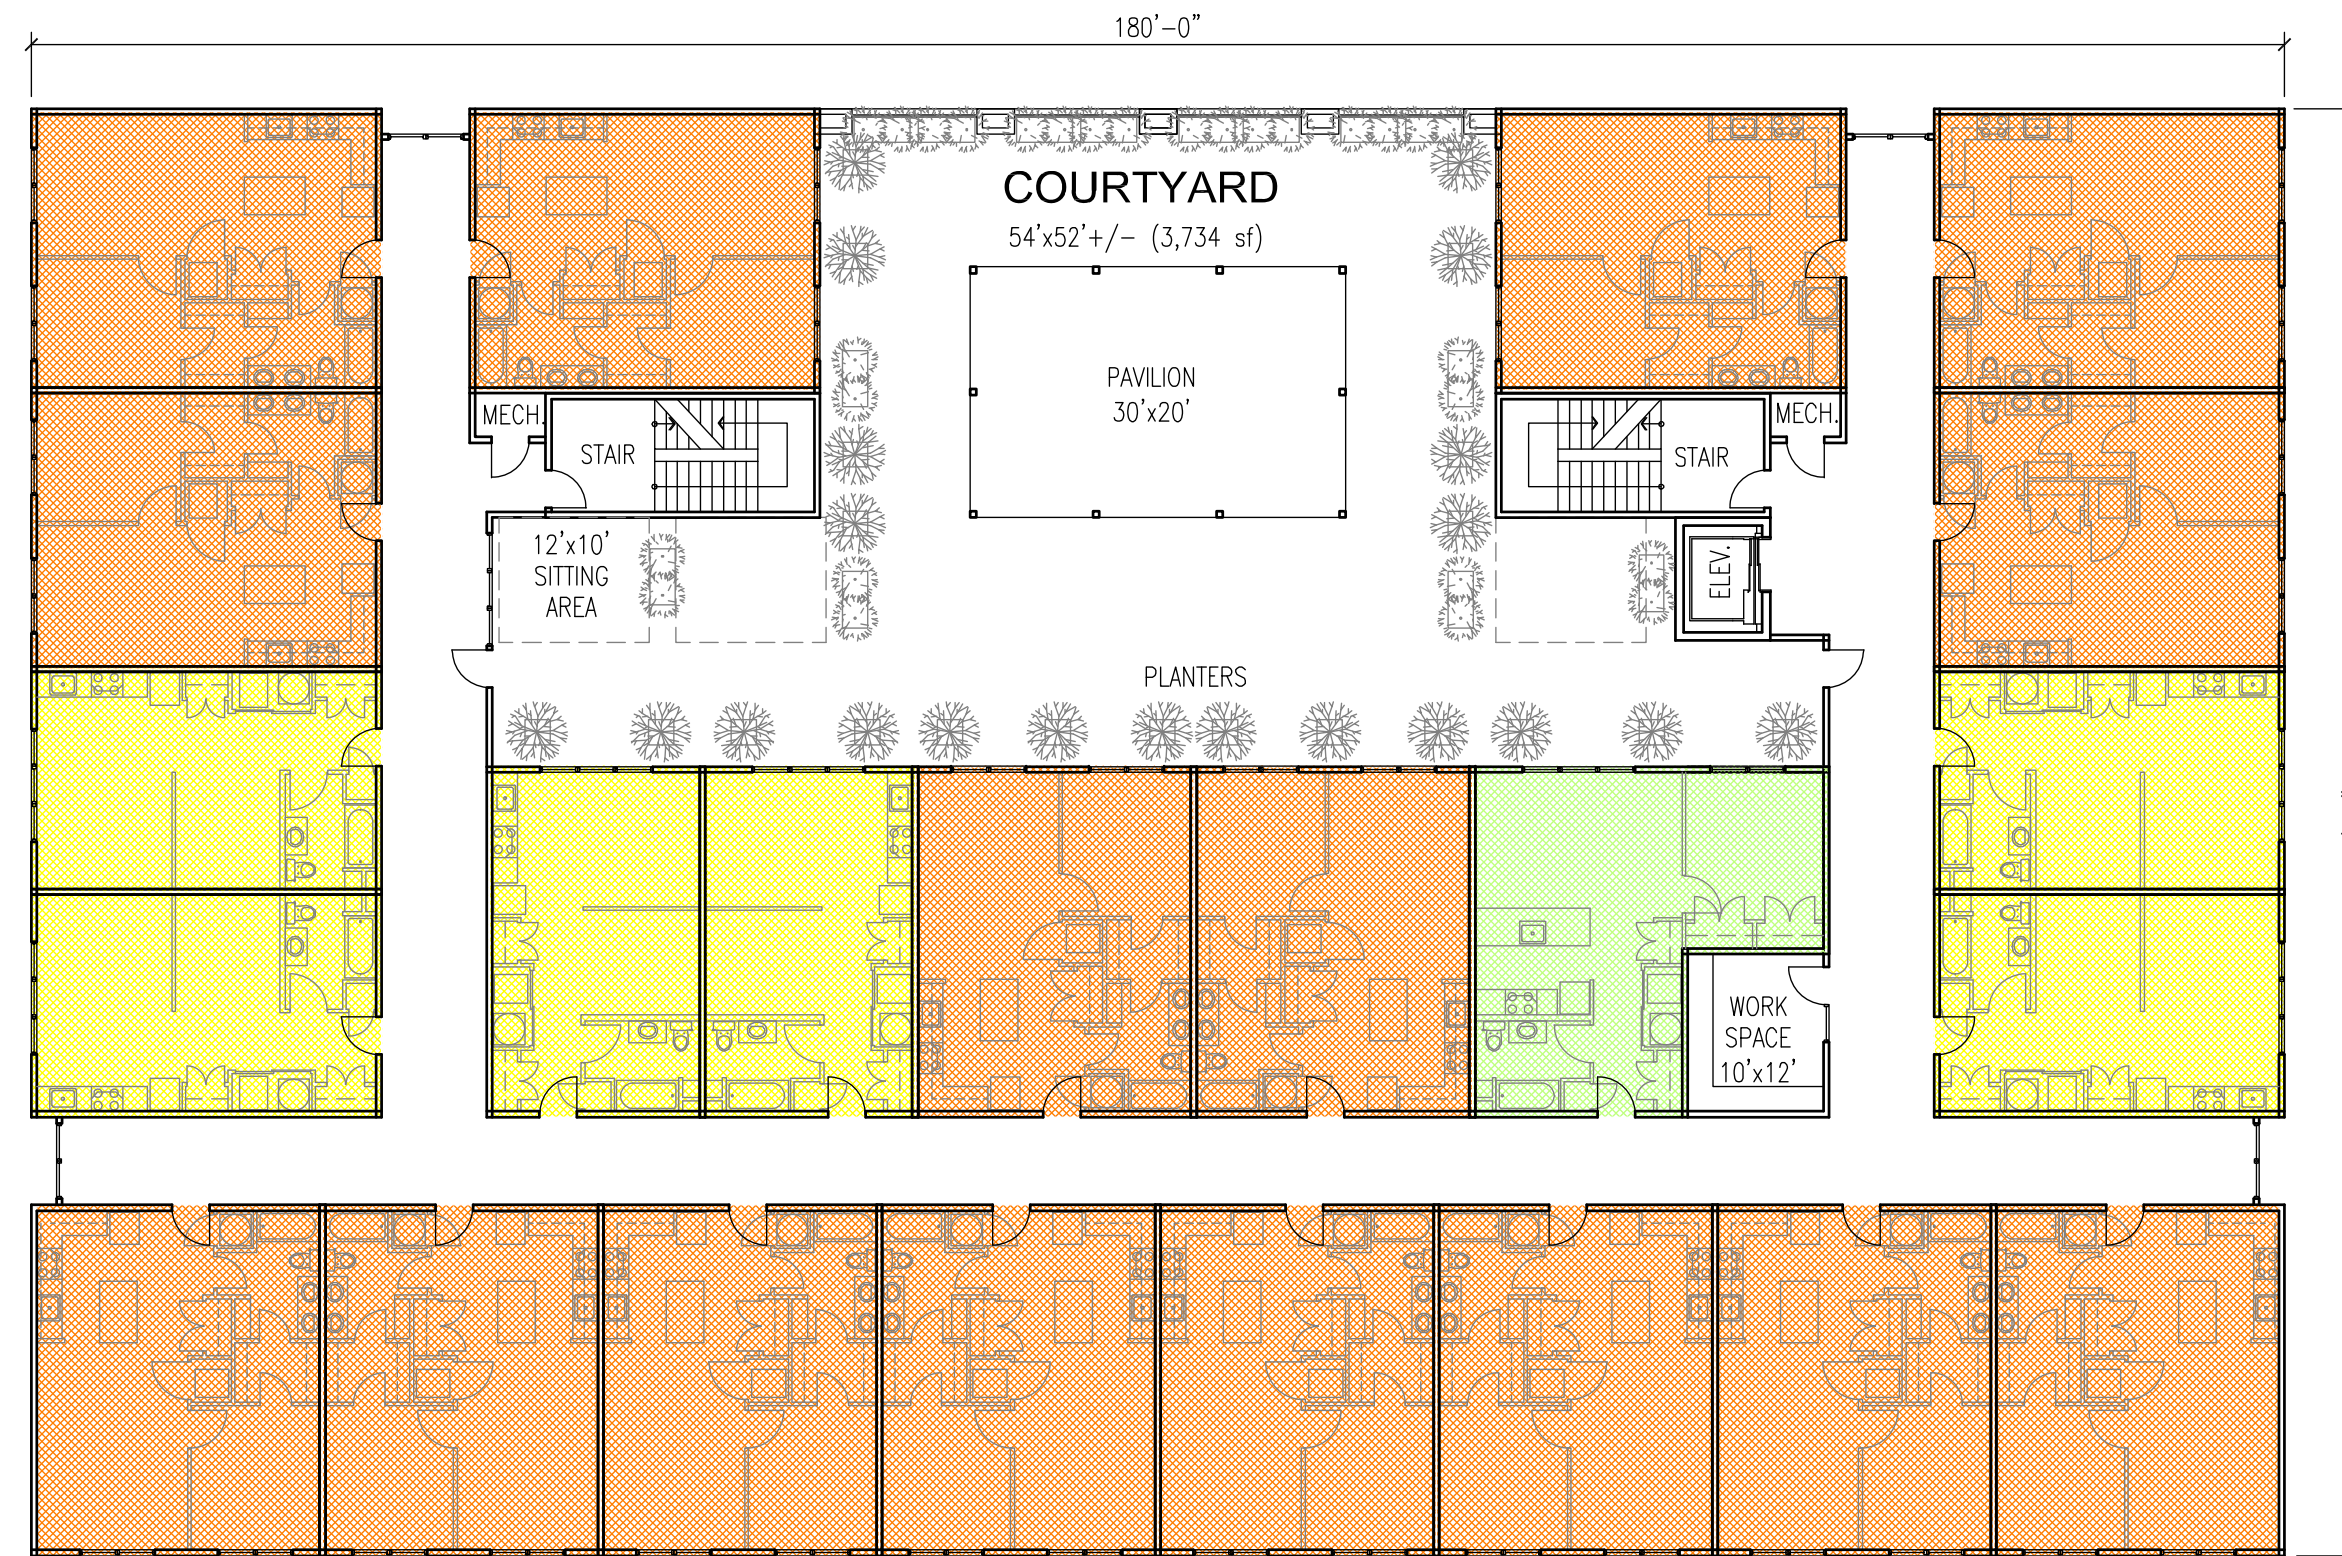 180'-0"
COURTYARD
54'x52'+/- (3,734 sf)
PAVILION
30'x20'
MECH.
STAIR
MECH.
STAIR
12'x10'
SITTING
AREA
ELEV.
PLANTERS
WORK
SPACE
10'x12'